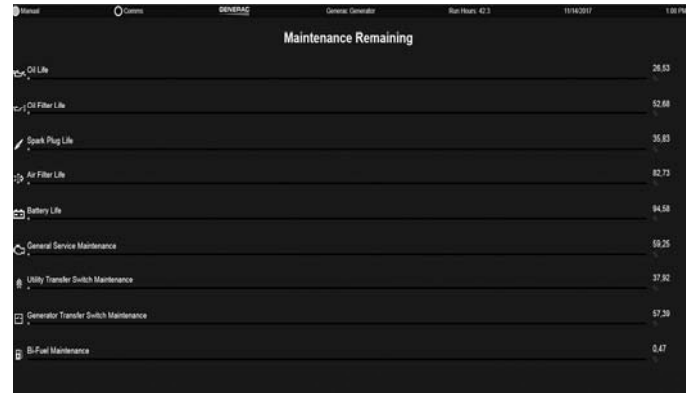 Manual Comms GENERAC Generac Generator Run Hours: 42.3 11/14/2017 1:08 PM
Maintenance Remaining
Oil Life 26,53
%
Oil Filter Life 52,68
%
Spark Plug Life 35,83
%
Air Filter Life 82,73
%
Battery Life 94,58
%
General Service Maintenance 59,25
%
Utility Transfer Switch Maintenance 37,92
%
Generator Transfer Switch Maintenance 57,39
%
Bi-Fuel Maintenance 0,47
%